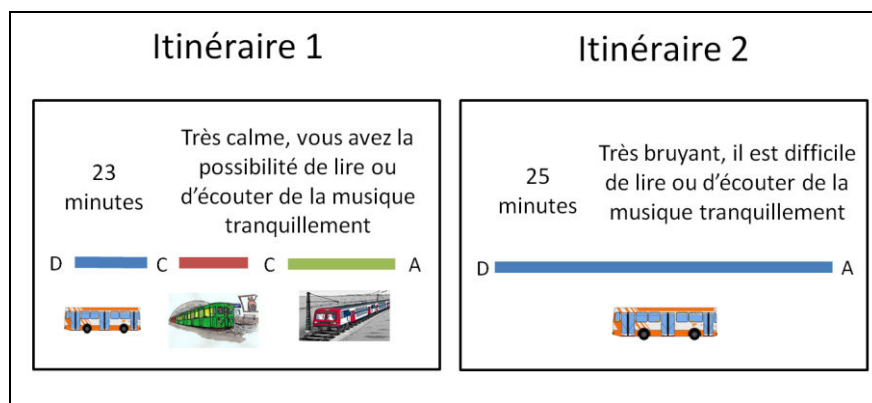 Itinéraire 1
23
minutes
Très calme, vous avez la
possibilité de lire ou
d'écouter de la musique
tranquillement
D C C A
Itinéraire 2
25
minutes
Très bruyant, il est difficile
de lire ou d'écouter de la
musique tranquillement
D A